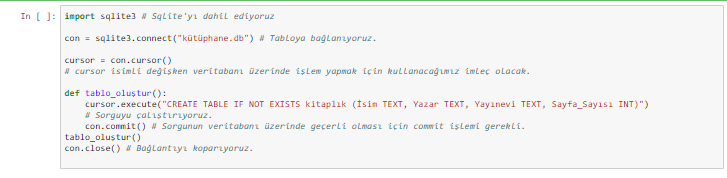 In [ ]: import sqlite3 # Sqlite'yı dahil ediyoruz
con = sqlite3.connect("kütüphane.db") # Tabloya bağlanıyoruz.
cursor = con.cursor()
# cursor isimli değişken veritabanı üzerinde işlem yapmak için kullanacağımız imleç olacak.
def tablo_oluştur():
cursor.execute("CREATE TABLE IF NOT EXISTS kitaplık (İsim TEXT, Yazar TEXT, Yayınevi TEXT, Sayfa_Sayısı INT)")
# Sorguyu çalıştırıyoruz.
con.commit() # Sorgunun veritabanı üzerinde geçerli olması için commit işlemi gerekli.
tablo_oluştur()
con.close() # Bağlantıyı koparıyoruz.